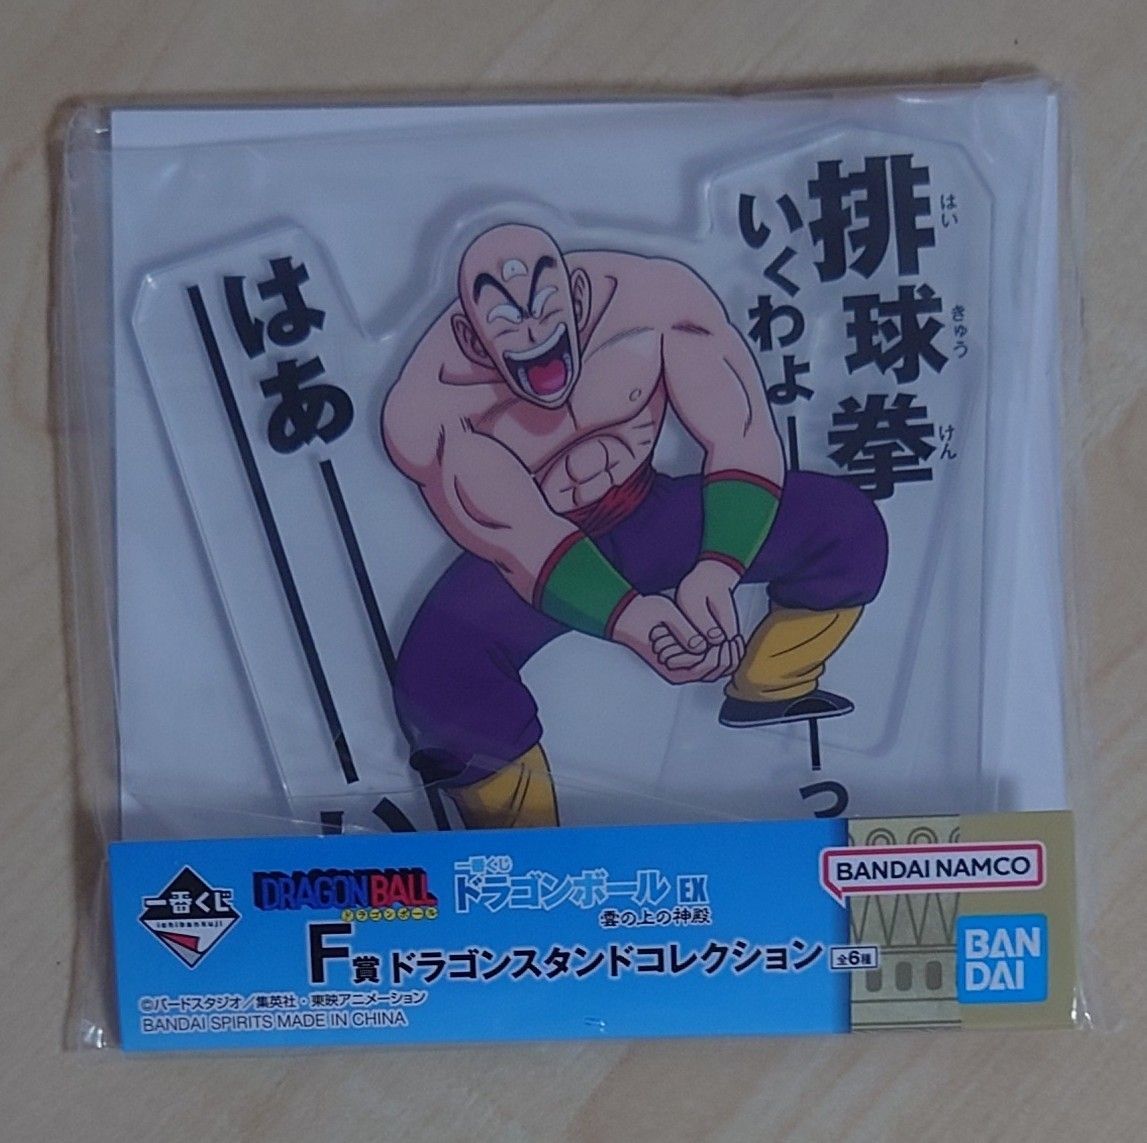 排球拳
はいきゅうけん
いくわよ——っ
はあ——い
一番くじ
ichibankuji
DRAGON BALL
ドラゴンボール
一番くじ
ドラゴンボール EX
雲の上の神殿
F賞 ドラゴンスタンドコレクション 全6種
©バードスタジオ／集英社・東映アニメーション
BANDAI SPIRITS MADE IN CHINA
BANDAI NAMCO
BAN
DAI